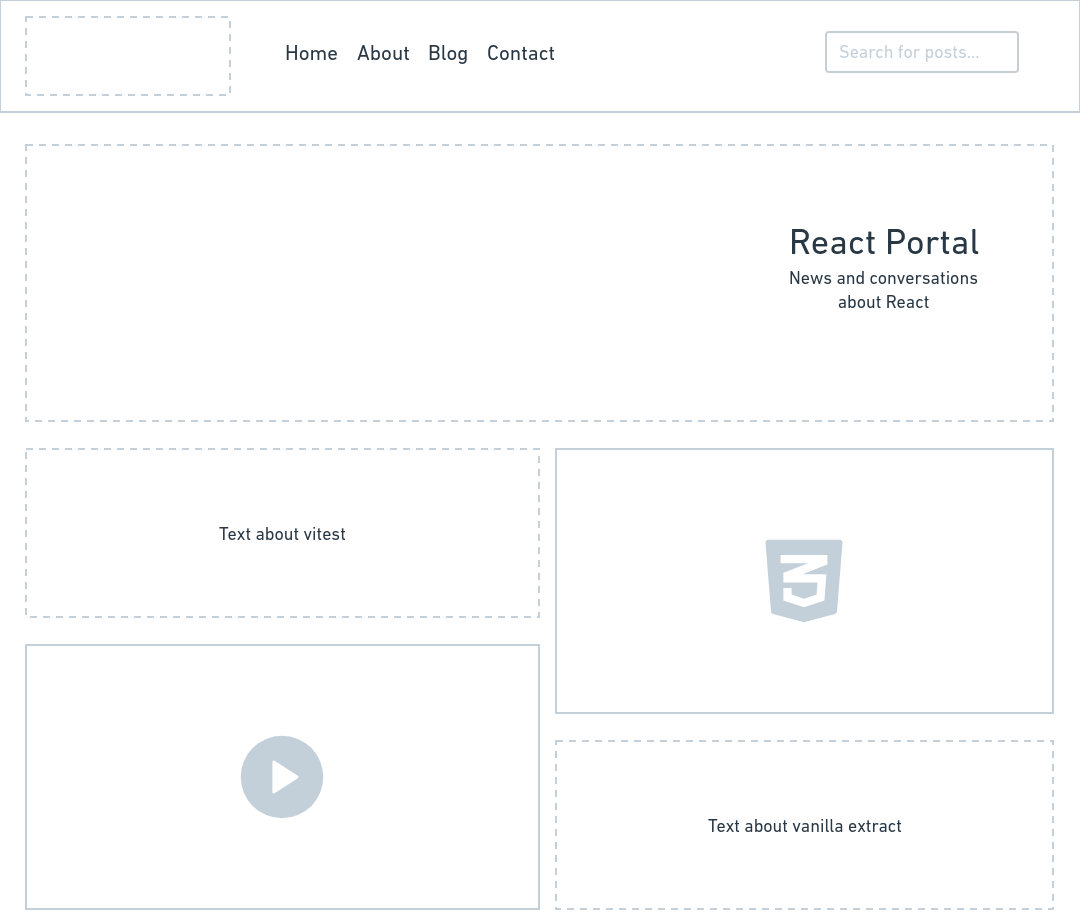 Home About Blog Contact
Search for posts...
React Portal
News and conversations
about React
Text about vitest
Text about vanilla extract